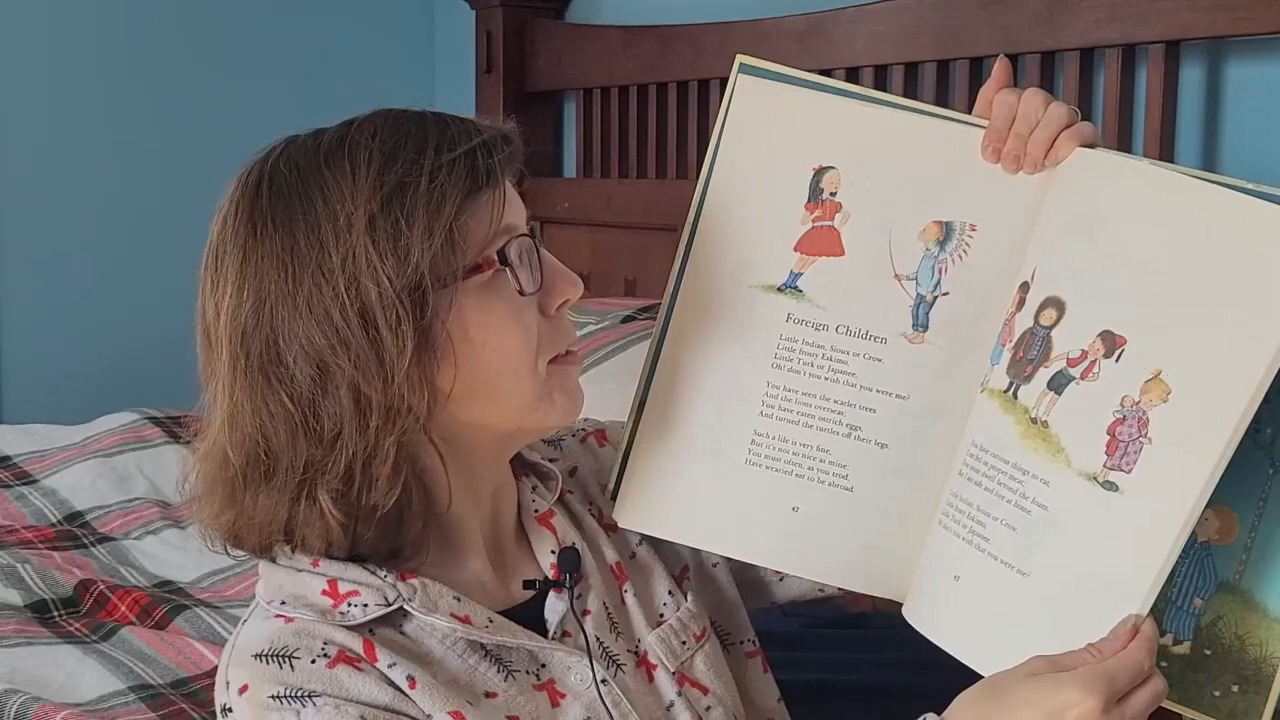 Foreign Children
Little Indian, Sioux or Crow,
Little frosty Eskimo,
Little Turk or Japanee,
Oh! don't you wish that you were me?
You have seen the scarlet trees
And the lions overseas;
You have eaten ostrich eggs,
And turned the turtles off their legs.
Such a life is very fine,
But it's not so nice as mine:
You must often, as you trod,
Have wearied not to be abroad.
42
You have curious things to eat,
I am fed on proper meat;
You must dwell beyond the foam,
But I am safe and live at home.
Little Indian, Sioux or Crow,
Little frosty Eskimo,
Little Turk or Japanee,
Oh! don't you wish that you were me?
43